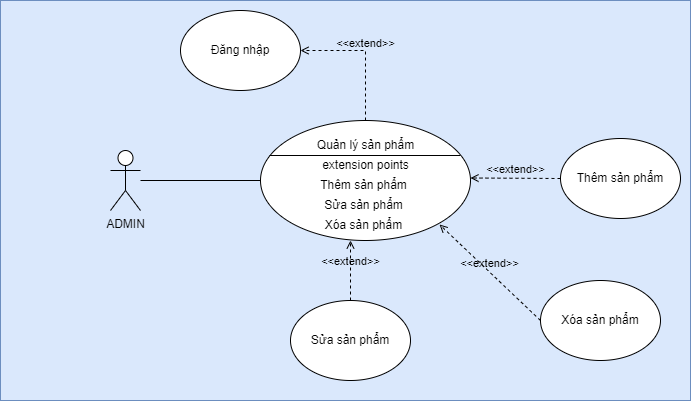 Đăng nhập
<<extend>>
Quản lý sản phẩm
extension points
Thêm sản phẩm
Sửa sản phẩm
Xóa sản phẩm
<<extend>>
Thêm sản phẩm
ADMIN
<<extend>>
<<extend>>
Sửa sản phẩm
Xóa sản phẩm